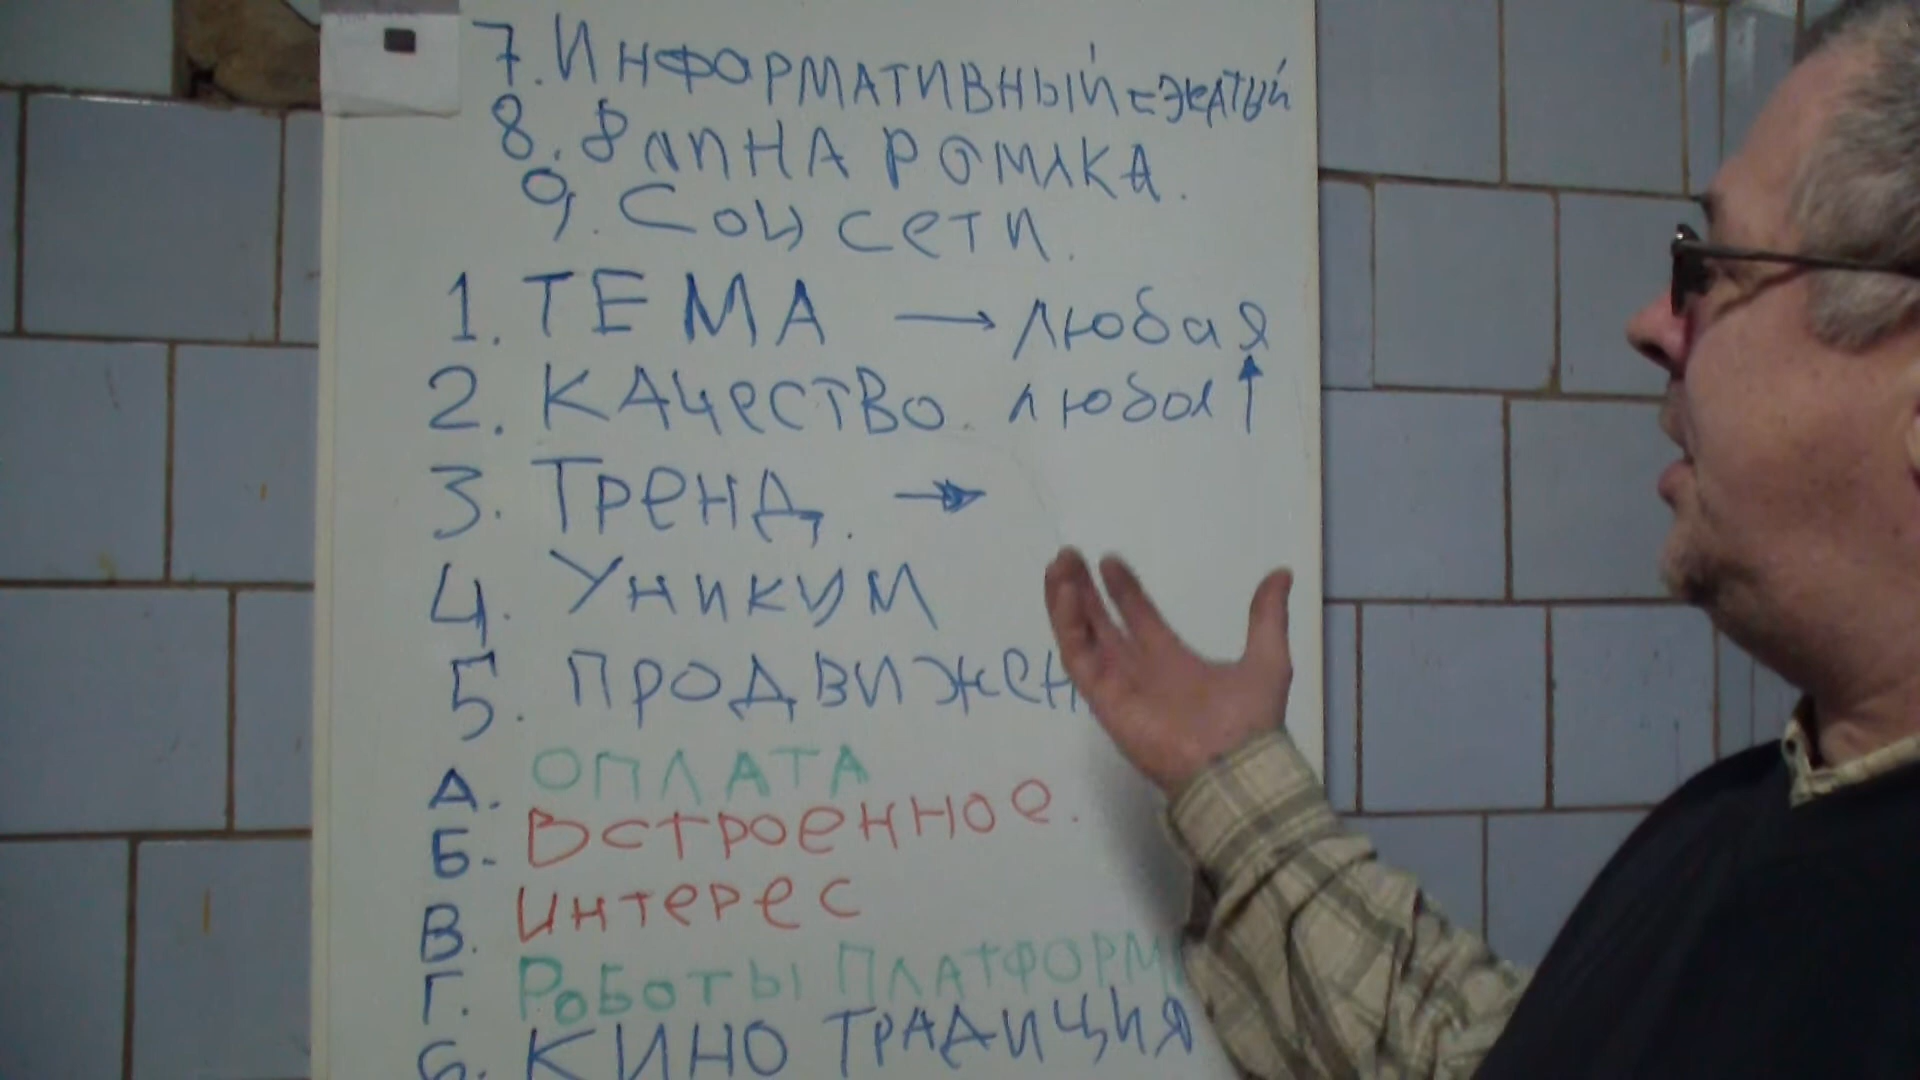 7. Информативный = сжатый
8. Длина ролика.
9. Соц сети.
1. ТЕМА → любая
2. Качество. любая ↑
3. Тренд. →
4. Уникум
5. Продвижен
А. ОПЛАТА
Б. Встроенное.
В. Интерес
Г. Роботы платформ
6. Кино традиция